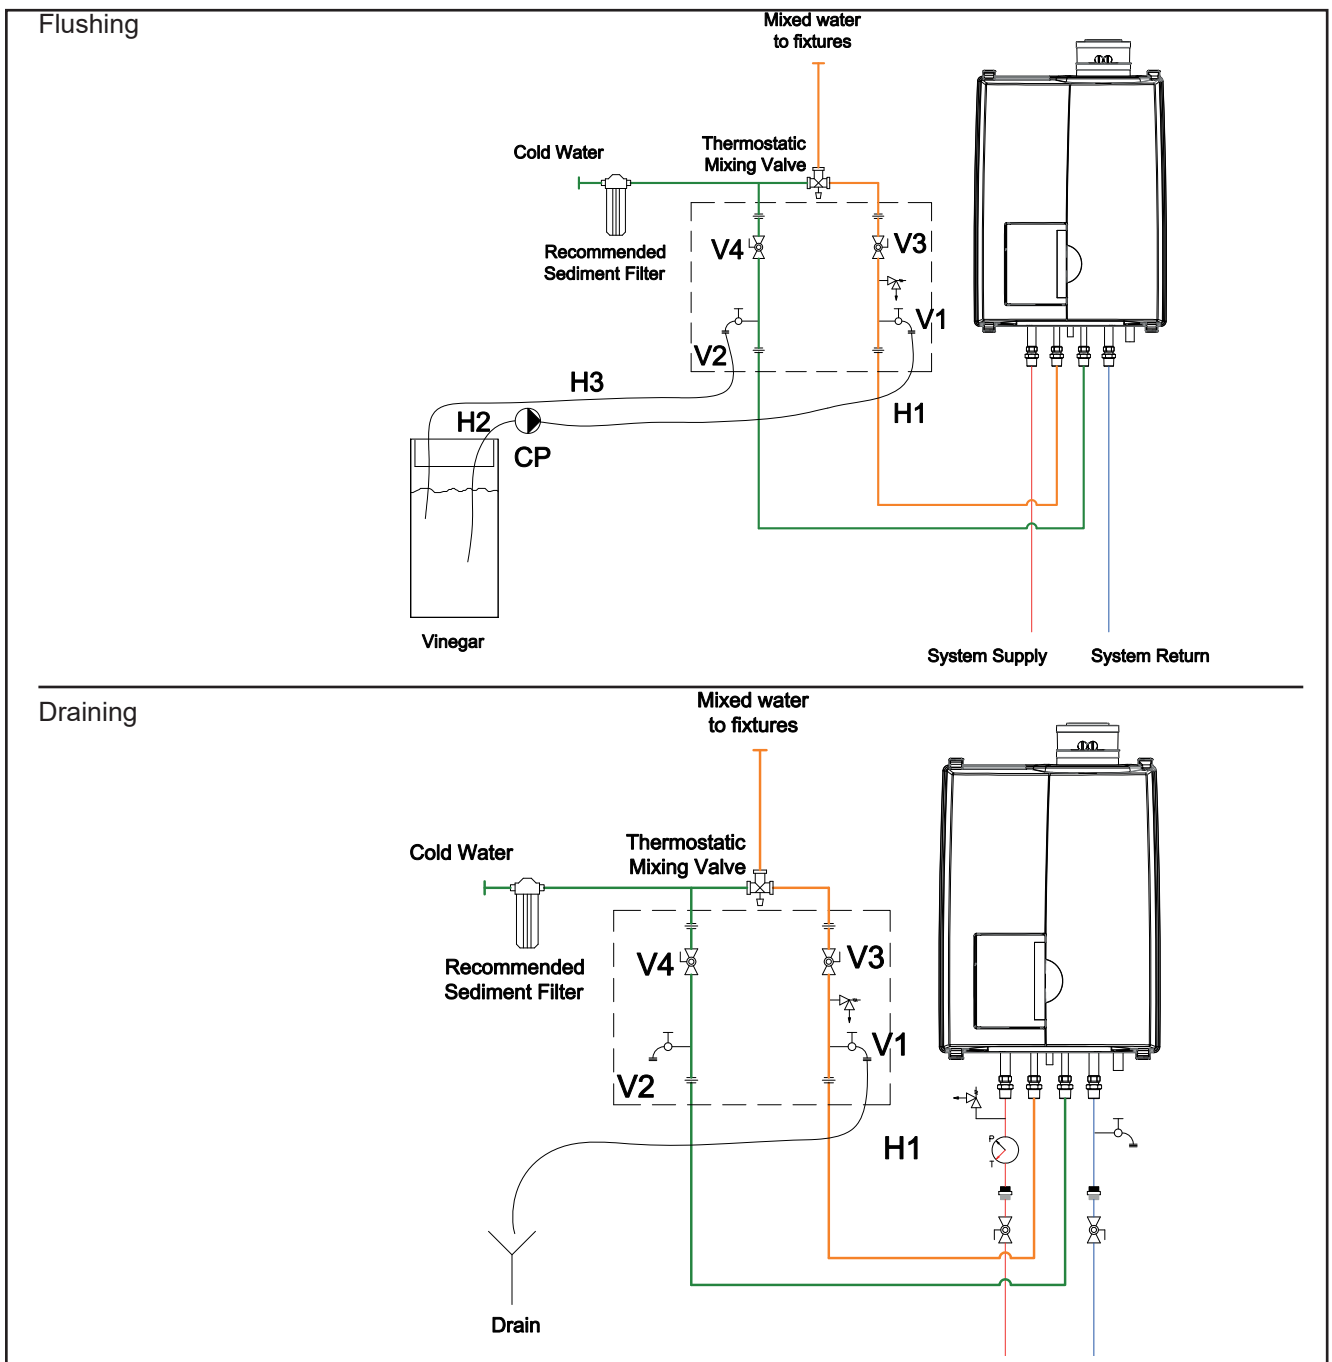 Flushing
Mixed water
to fixtures
Thermostatic
Mixing Valve
Cold Water
Recommended
Sediment Filter
V4
V3
V1
V2
H3
H2
H1
CP
Vinegar
System Supply
System Return
Draining
Mixed water
to fixtures
Thermostatic
Mixing Valve
Cold Water
Recommended
Sediment Filter
V4
V3
V1
V2
H1
P
T
Drain